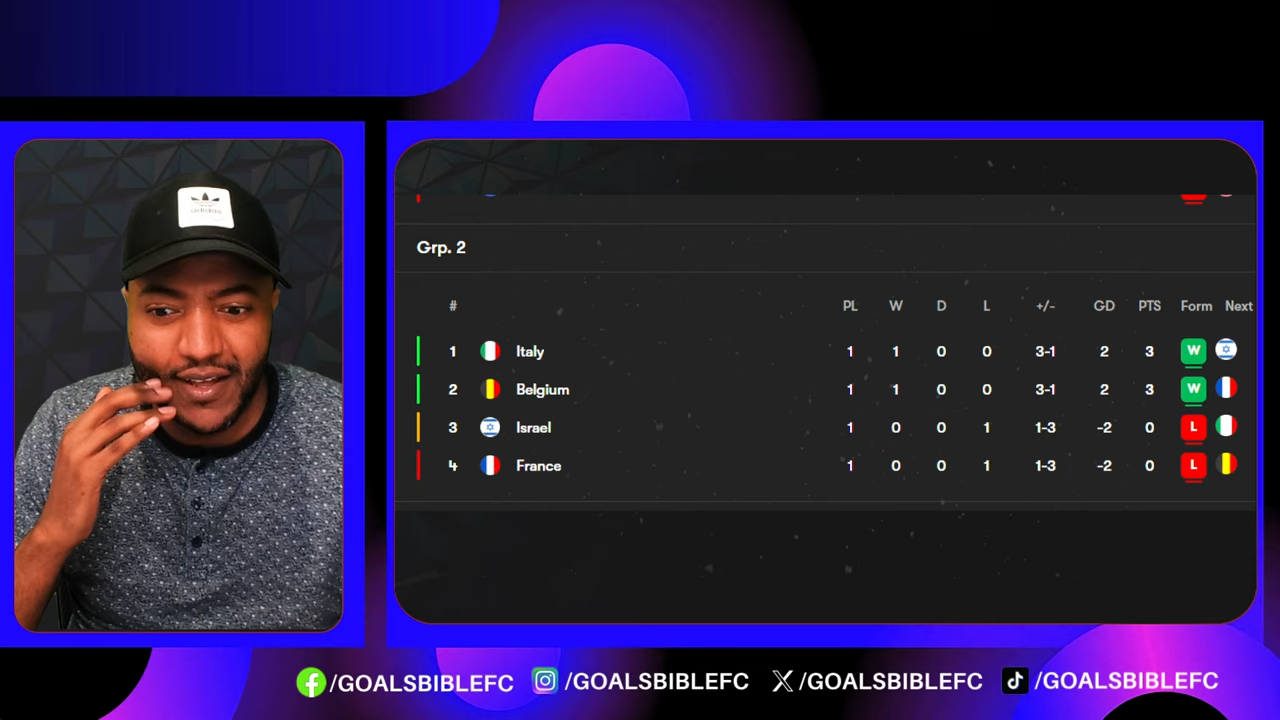 adidas
Grp. 2
# PL W D L +/- GD PTS Form Next
1 Italy 1 1 0 0 3-1 2 3 W
2 Belgium 1 1 0 0 3-1 2 3 W
3 Israel 1 0 0 1 1-3 -2 0 L
4 France 1 0 0 1 1-3 -2 0 L
/GOALSBIBLEFC /GOALSBIBLEFC /GOALSBIBLEFC /GOALSBIBLEFC